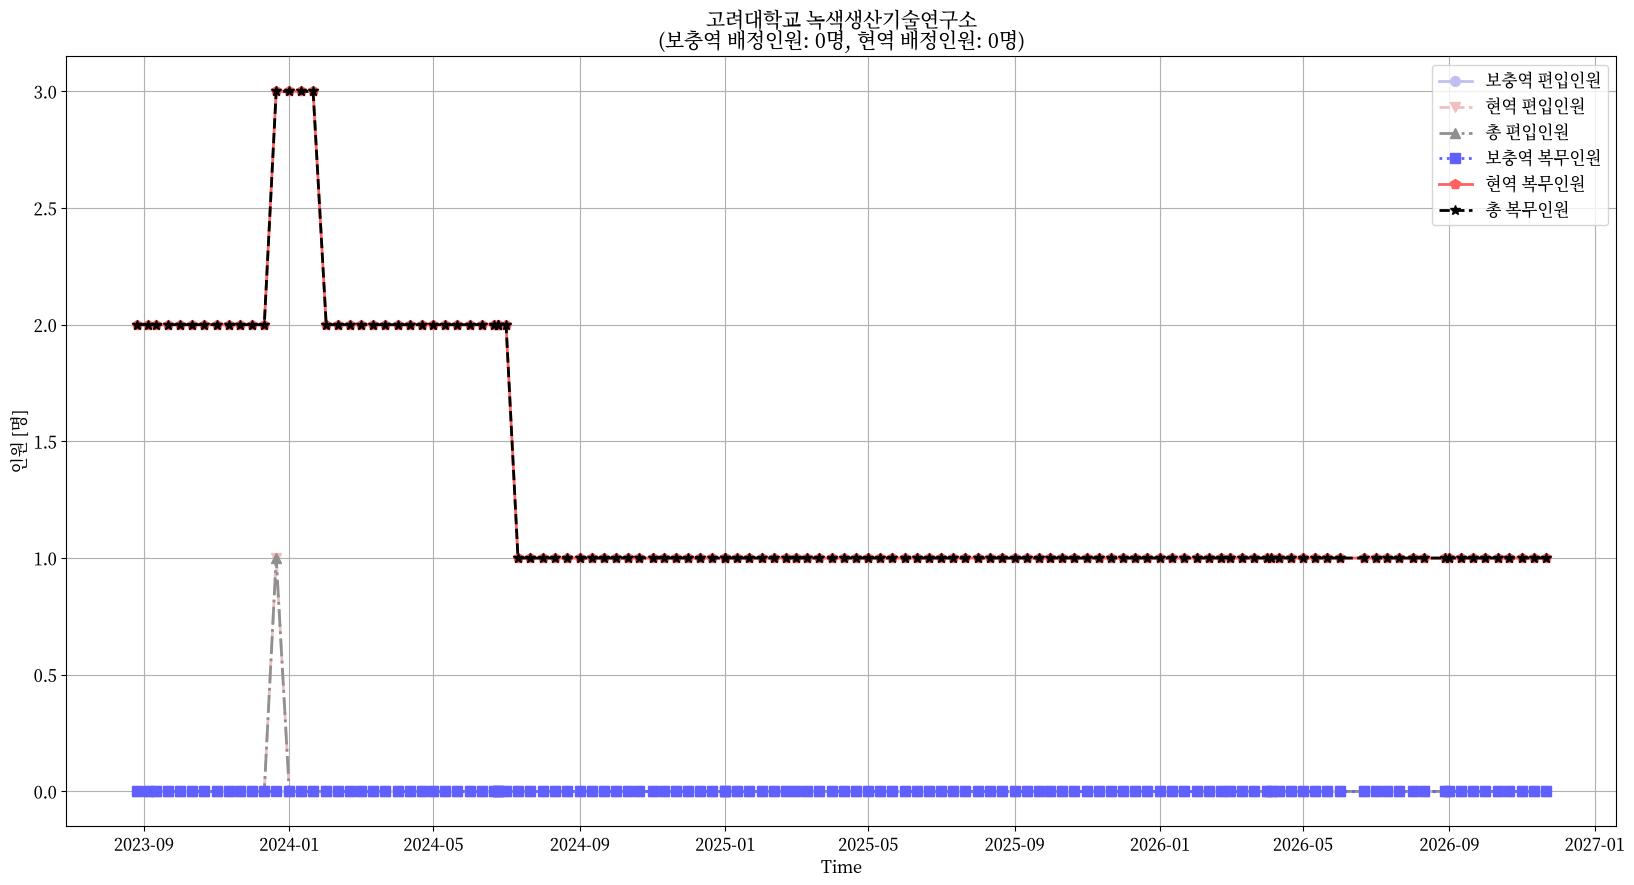 고려대학교 녹색생산기술연구소
(보충역 배정인원: 0명, 현역 배정인원: 0명)
보충역 편입인원
현역 편입인원
총 편입인원
보충역 복무인원
현역 복무인원
총 복무인원
인원 [명]
3.0
2.5
2.0
1.5
1.0
0.5
0.0
2023-09
2024-01
2024-05
2024-09
2025-01
2025-05
2025-09
2026-01
2026-05
2026-09
2027-01
Time